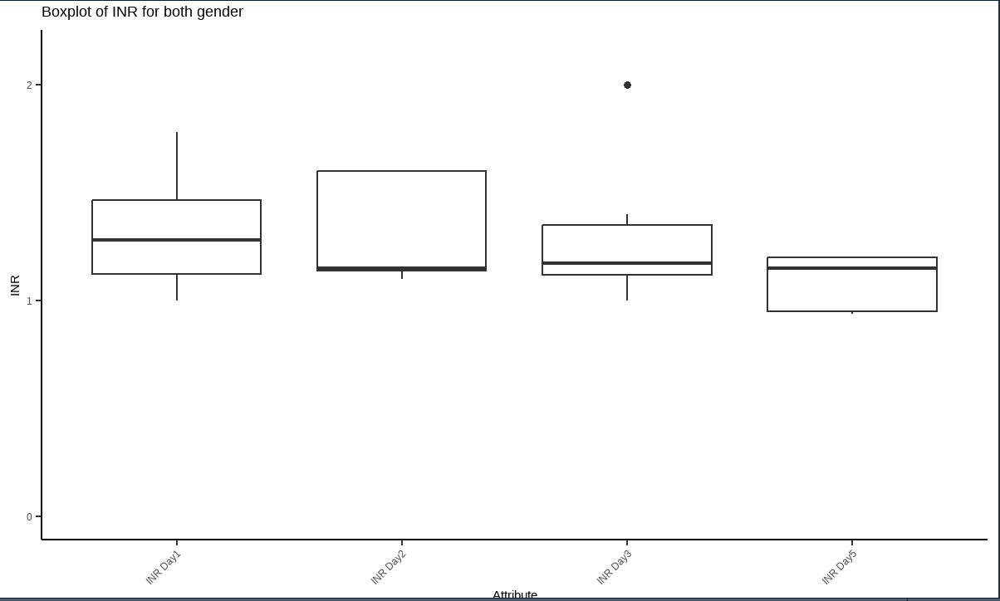 Boxplot of INR for both gender
2
1
0
INR
INR Day1
INR Day2
INR Day3
INR Day5
Attribute